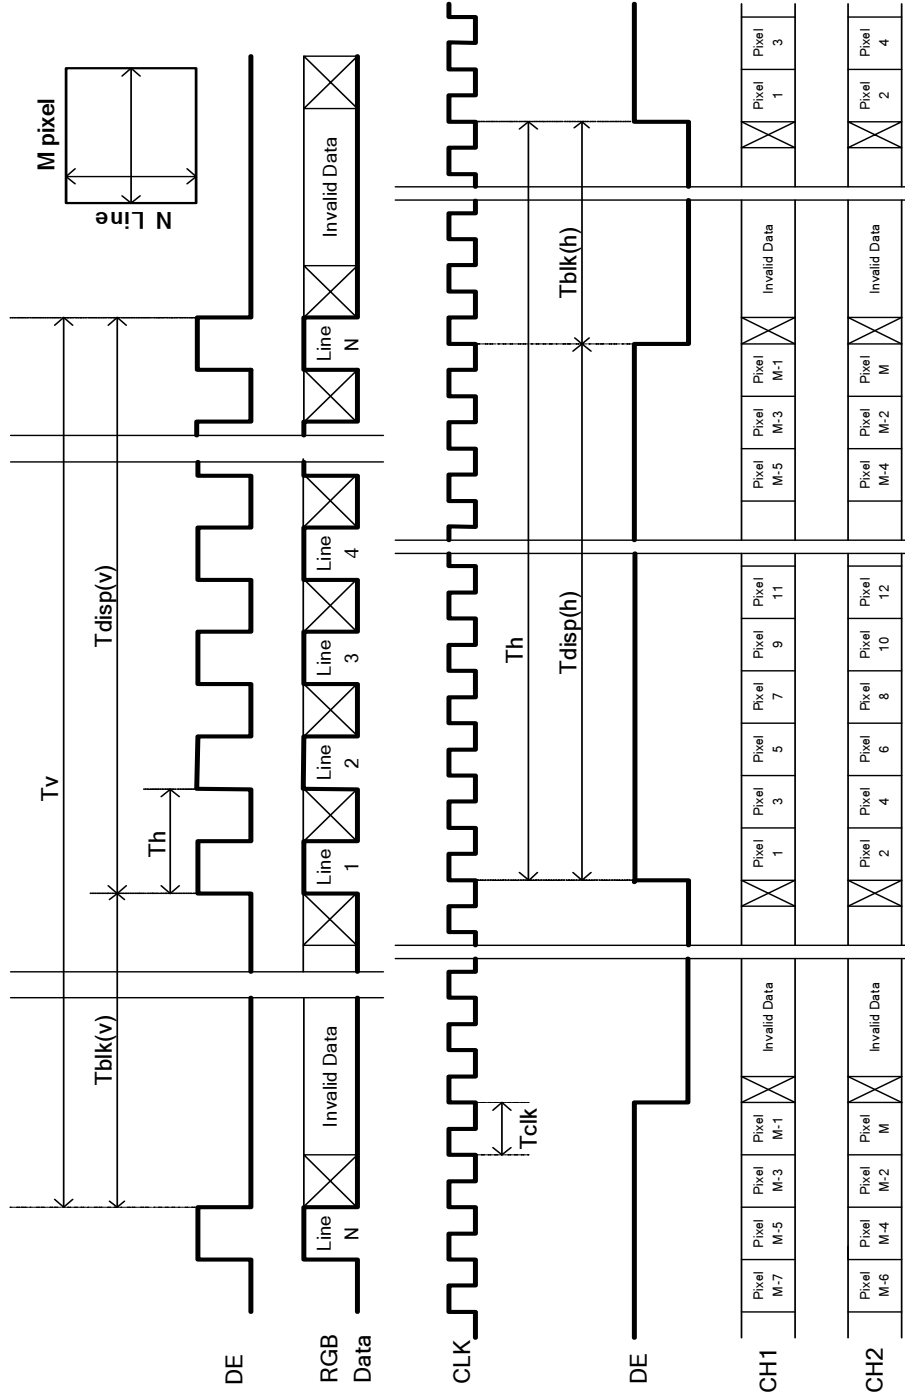 Tv
Tblk(v)
Tdisp(v)
Th
M pixel
N Line
DE
RGB
Data
Line
N
Invalid Data
Line
1
Line
2
Line
3
Line
4
Line
N
Invalid Data
CLK
Tclk
Th
Tdisp(h)
Tblk(h)
DE
CH1
Pixel
M-7
Pixel
M-5
Pixel
M-3
Pixel
M-1
Invalid Data
Pixel
1
Pixel
3
Pixel
5
Pixel
7
Pixel
9
Pixel
11
Pixel
M-5
Pixel
M-3
Pixel
M-1
Invalid Data
Pixel
1
Pixel
3
CH2
Pixel
M-6
Pixel
M-4
Pixel
M-2
Pixel
M
Invalid Data
Pixel
2
Pixel
4
Pixel
6
Pixel
8
Pixel
10
Pixel
12
Pixel
M-4
Pixel
M-2
Pixel
M
Invalid Data
Pixel
2
Pixel
4